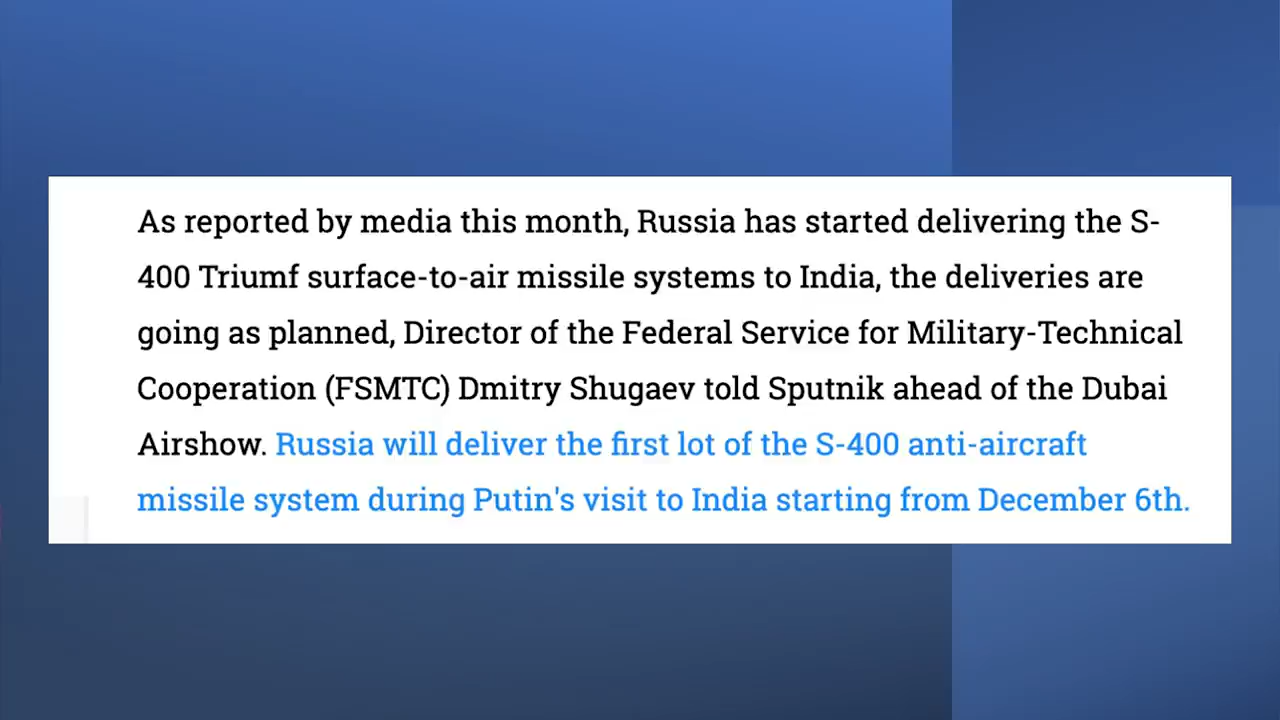 As reported by media this month, Russia has started delivering the S-
400 Triumf surface-to-air missile systems to India, the deliveries are
going as planned, Director of the Federal Service for Military-Technical
Cooperation (FSMTC) Dmitry Shugaev told Sputnik ahead of the Dubai
Airshow. Russia will deliver the first lot of the S-400 anti-aircraft
missile system during Putin's visit to India starting from December 6th.